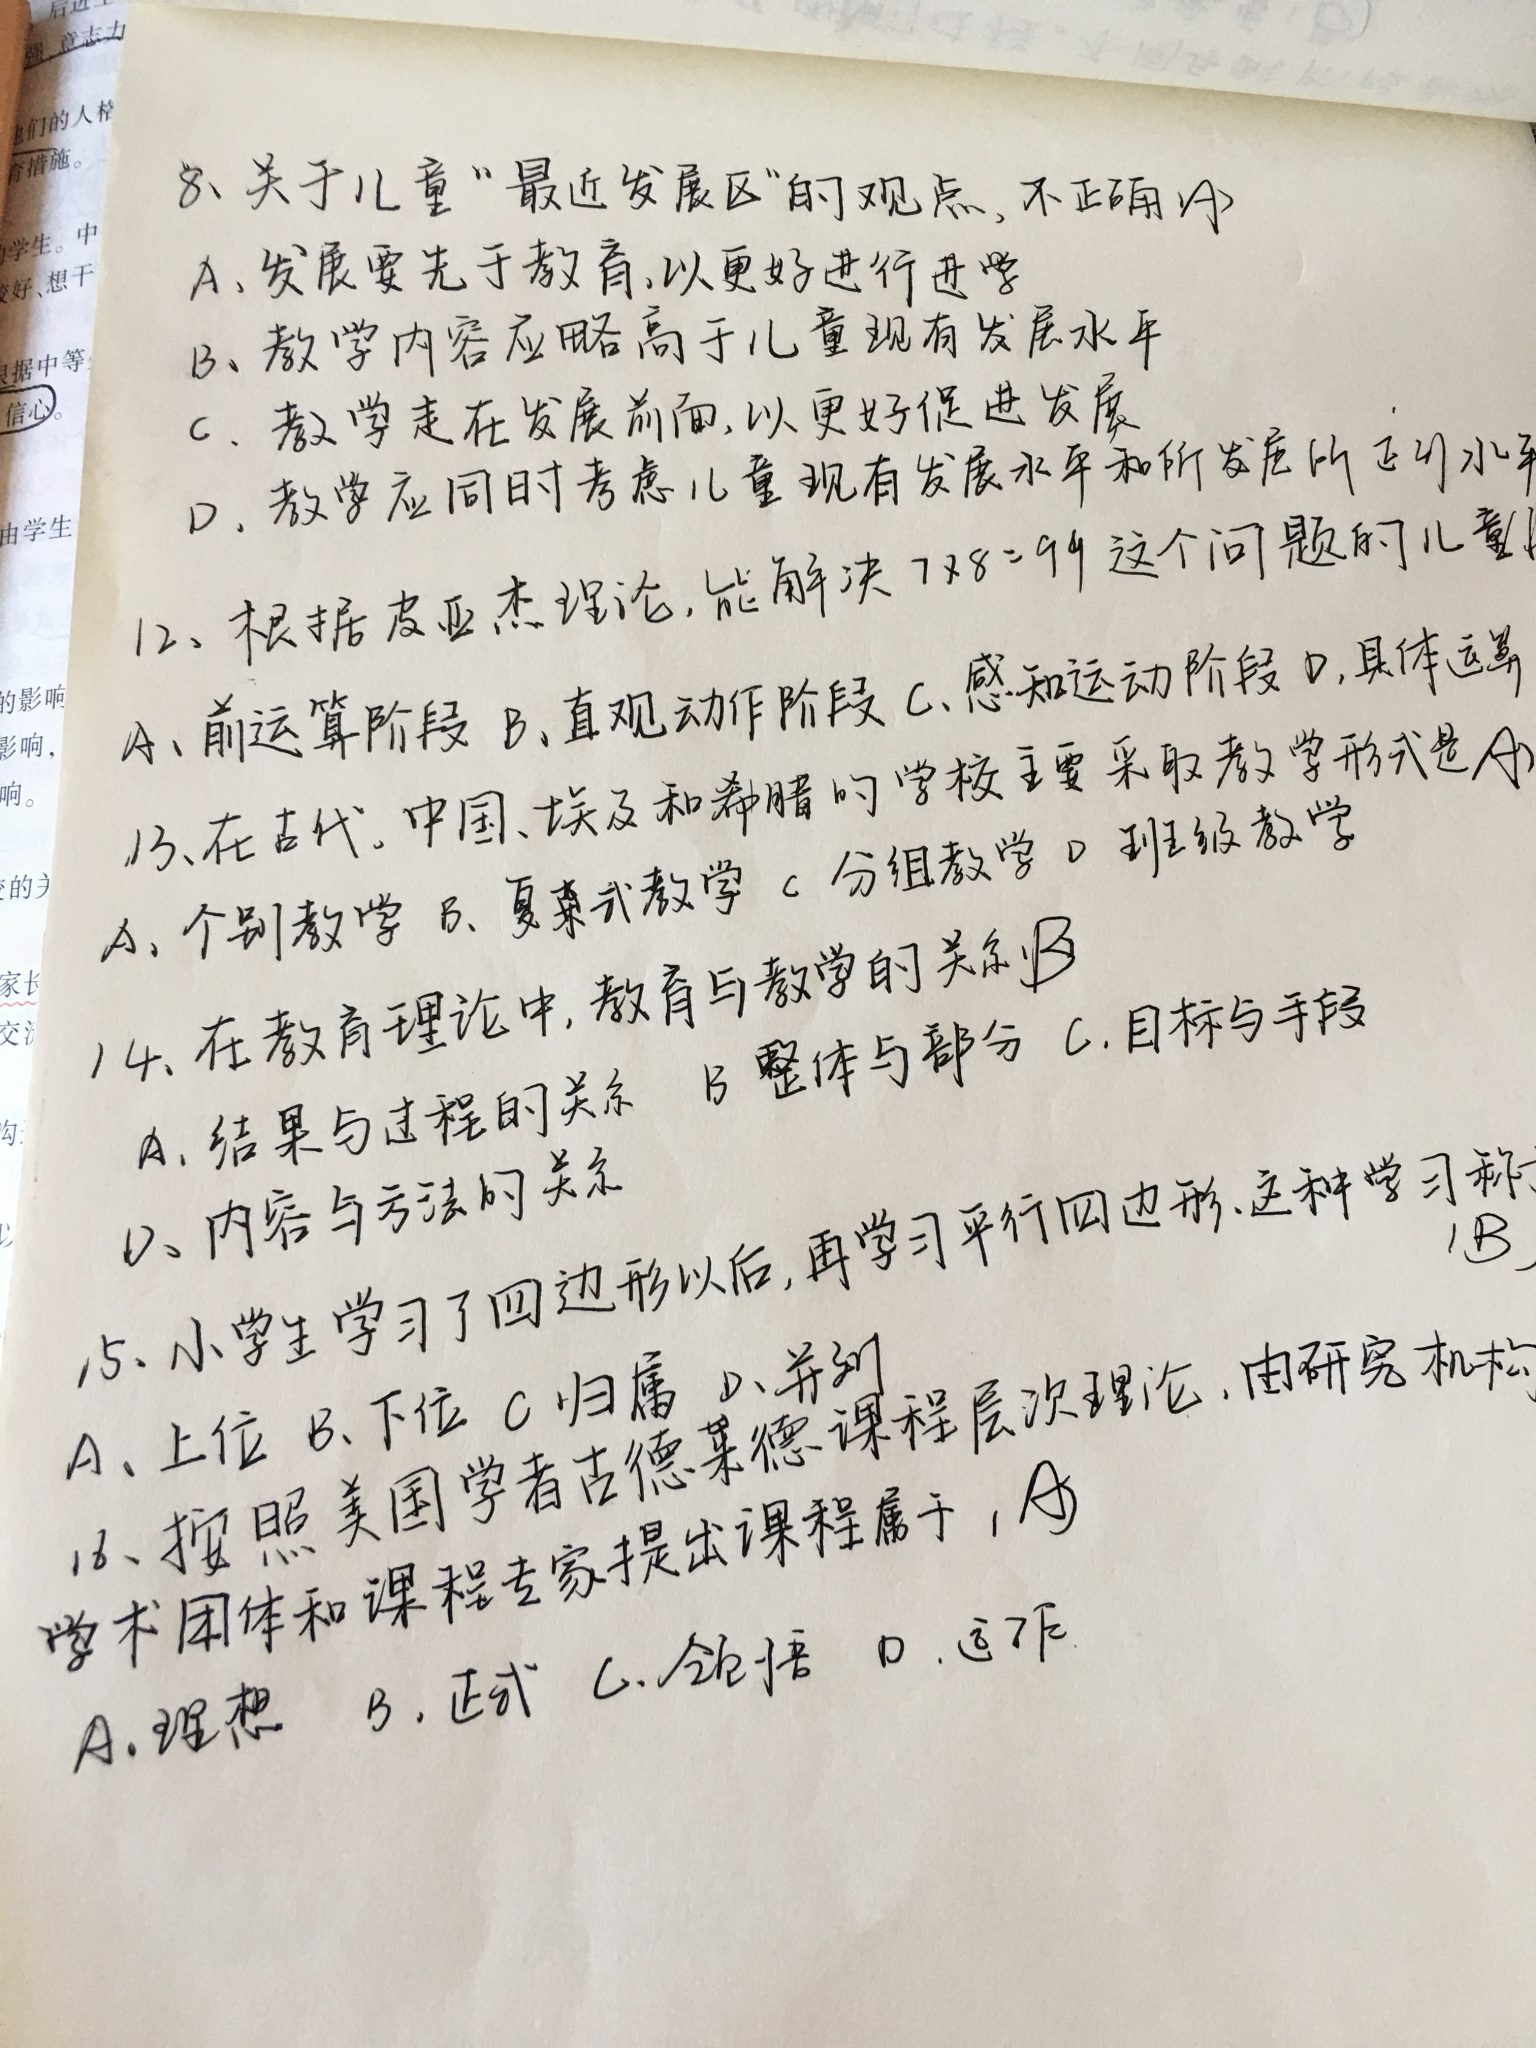 后进生
强、意志力
他们的人格
育措施。
的学生。中
较好、想干
根据中等
信心。
由学生
的影响
影响，
响。
家长
交流
8、关于儿童"最近发展区"的观点，不正确(A)
A、发展要先于教育，以更好进行进学
B、教学内容应略高于儿童现有发展水平
C、教学走在发展前面，以更好促进发展
D、教学应同时考虑儿童现有发展水平和所发展所 水平
12、根据皮亚杰理论，能解决 7x8=94 这个问题的儿童
A、前运算阶段 B、直观动作阶段 C、感知运动阶段 D、具体运算
13、在古代。中国、埃及和希腊的学校主要采取教学形式是(A)
A、个别教学 B、复式教学 C 分组教学 D 班级教学
14、在教育理论中，教育与教学的关系(B
A、结果与过程的关系 B 整体与部分 C、目标与手段
D、内容与方法的关系
15、小学生学习了四边形以后，再学习平行四边形、这种学习称
(B)
A、上位 B、下位 C 归属 D、并列
16、按照美国学者古德莱德课程层次理论，由研究机构
学术团体和课程专家提出课程属于(A)
A.理想 B.正式 C.领悟 D.运作